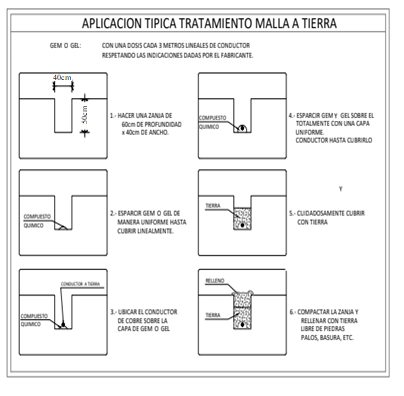 APLICACION TIPICA TRATAMIENTO MALLA A TIERRA
GEM O GEL: CON UNA DOSIS CADA 3 METROS LINEALES DE CONDUCTOR
RESPETANDO LAS INDICACIONES DADAS POR EL FABRICANTE.
40cm
50cm
1.- HACER UNA ZANJA DE
60cm DE PROFUNDIDAD
x 40cm DE ANCHO.
COMPUESTO
QUIMICO
2.- ESPARCIR GEM O GEL DE
MANERA UNIFORME HASTA
CUBRIR LINEALMENTE.
CONDUCTOR A TIERRA
COMPUESTO
QUIMICO
3.- UBICAR EL CONDUCTOR
DE COBRE SOBRE LA
CAPA DE GEM O GEL
COMPUESTO
QUIMICO
4.- ESPARCIR GEM Y GEL SOBRE EL
TOTALMENTE CON UNA CAPA
UNIFORME.
CONDUCTOR HASTA CUBRIRLO
Y
TIERRA
5.- CUIDADOSAMENTE CUBRIR
CON TIERRA
RELLENO
TIERRA
6.- COMPACTAR LA ZANJA Y
RELLENAR CON TIERRA
LIBRE DE PIEDRAS
PALOS, BASURA, ETC.